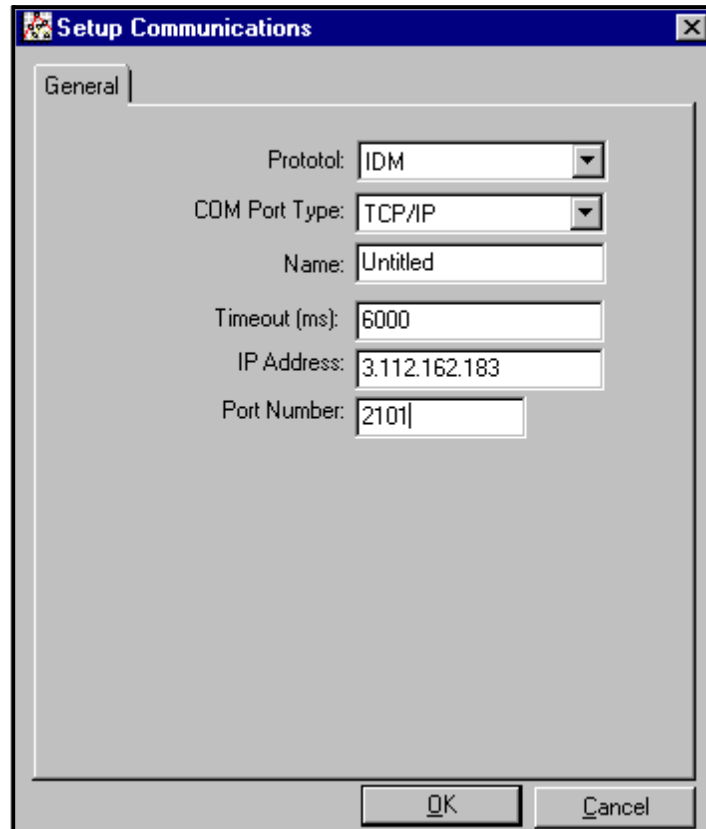 Setup Communications
General
Prototol: IDM
COM Port Type: TCP/IP
Name: Untitled
Timeout (ms): 6000
IP Address: 3.112.162.183
Port Number: 2101
OK Cancel